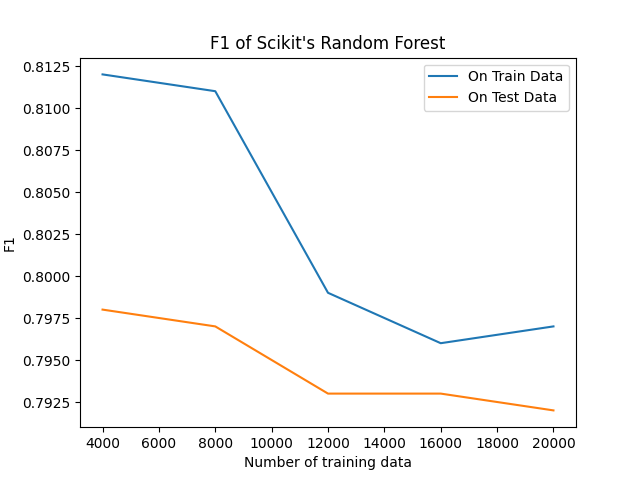 F1 of Scikit's Random Forest
On Train Data
On Test Data
0.8125
0.8100
0.8075
0.8050
0.8025
0.8000
0.7975
0.7950
0.7925
F1
4000 6000 8000 10000 12000 14000 16000 18000 20000
Number of training data